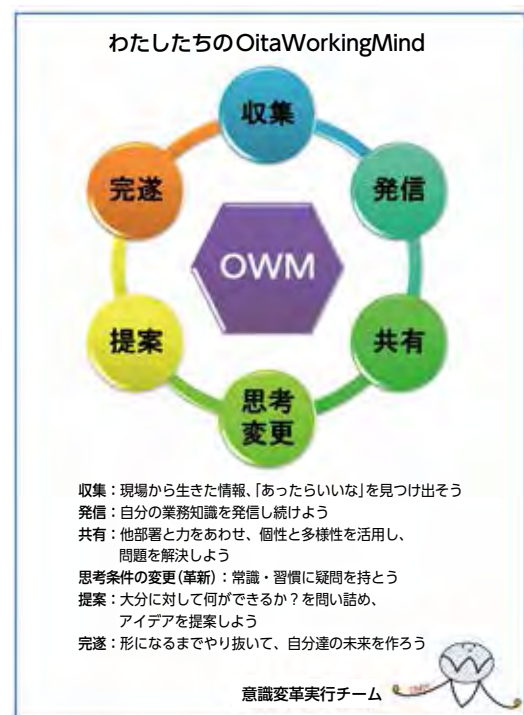 わたしたちのOitaWorkingMind
収集
発信
共有
思考
変更
提案
完遂
OWM
収集：現場から生きた情報、「あったらいいな」を見つけ出そう
発信：自分の業務知識を発信し続けよう
共有：他部署と力をあわせ、個性と多様性を活用し、
問題を解決しよう
思考条件の変更(革新)：常識・習慣に疑問を持とう
提案：大分に対して何ができるか？を問い詰め、
アイデアを提案しよう
完遂：形になるまでやり抜いて、自分達の未来を作ろう
意識変革実行チーム